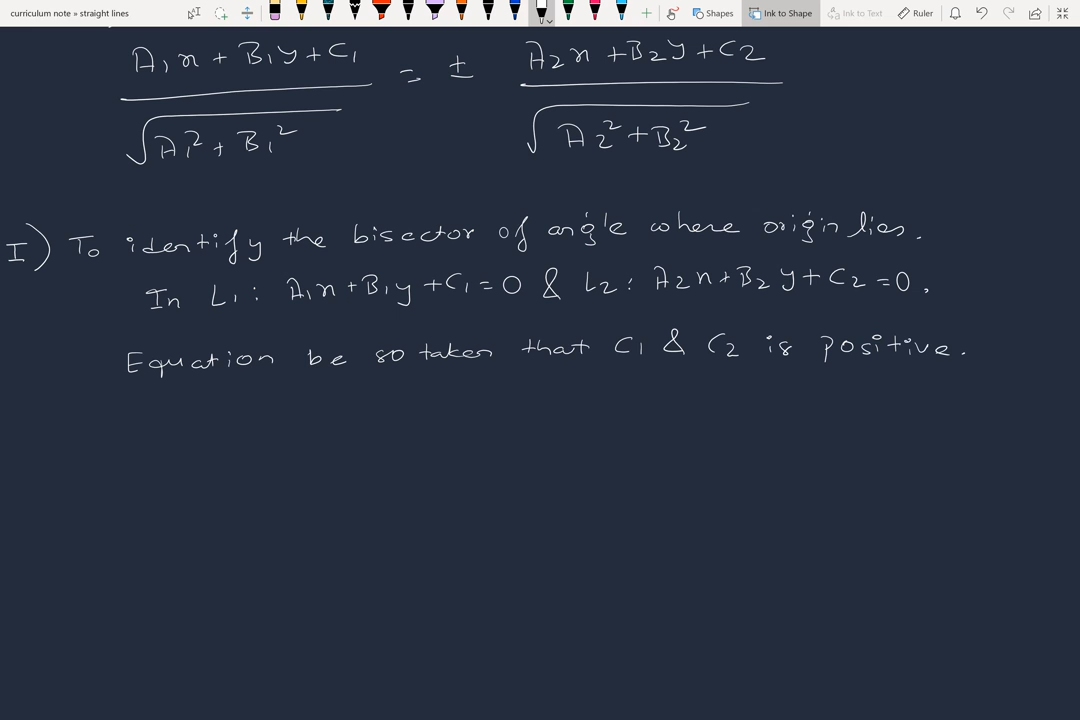 curriculum note » straight lines
Shapes
Ink to Shape
Ink to Text
Ruler
A₁x + B₁y + C₁ = ± A₂x + B₂y + C₂
√A₁² + B₁² √A₂² + B₂²
I) To identify the bisector of angle where origin lies.
In L₁ : A₁x + B₁y + C₁ = 0 & L₂ : A₂x + B₂y + C₂ = 0,
Equation be so taken that C₁ & C₂ is positive.